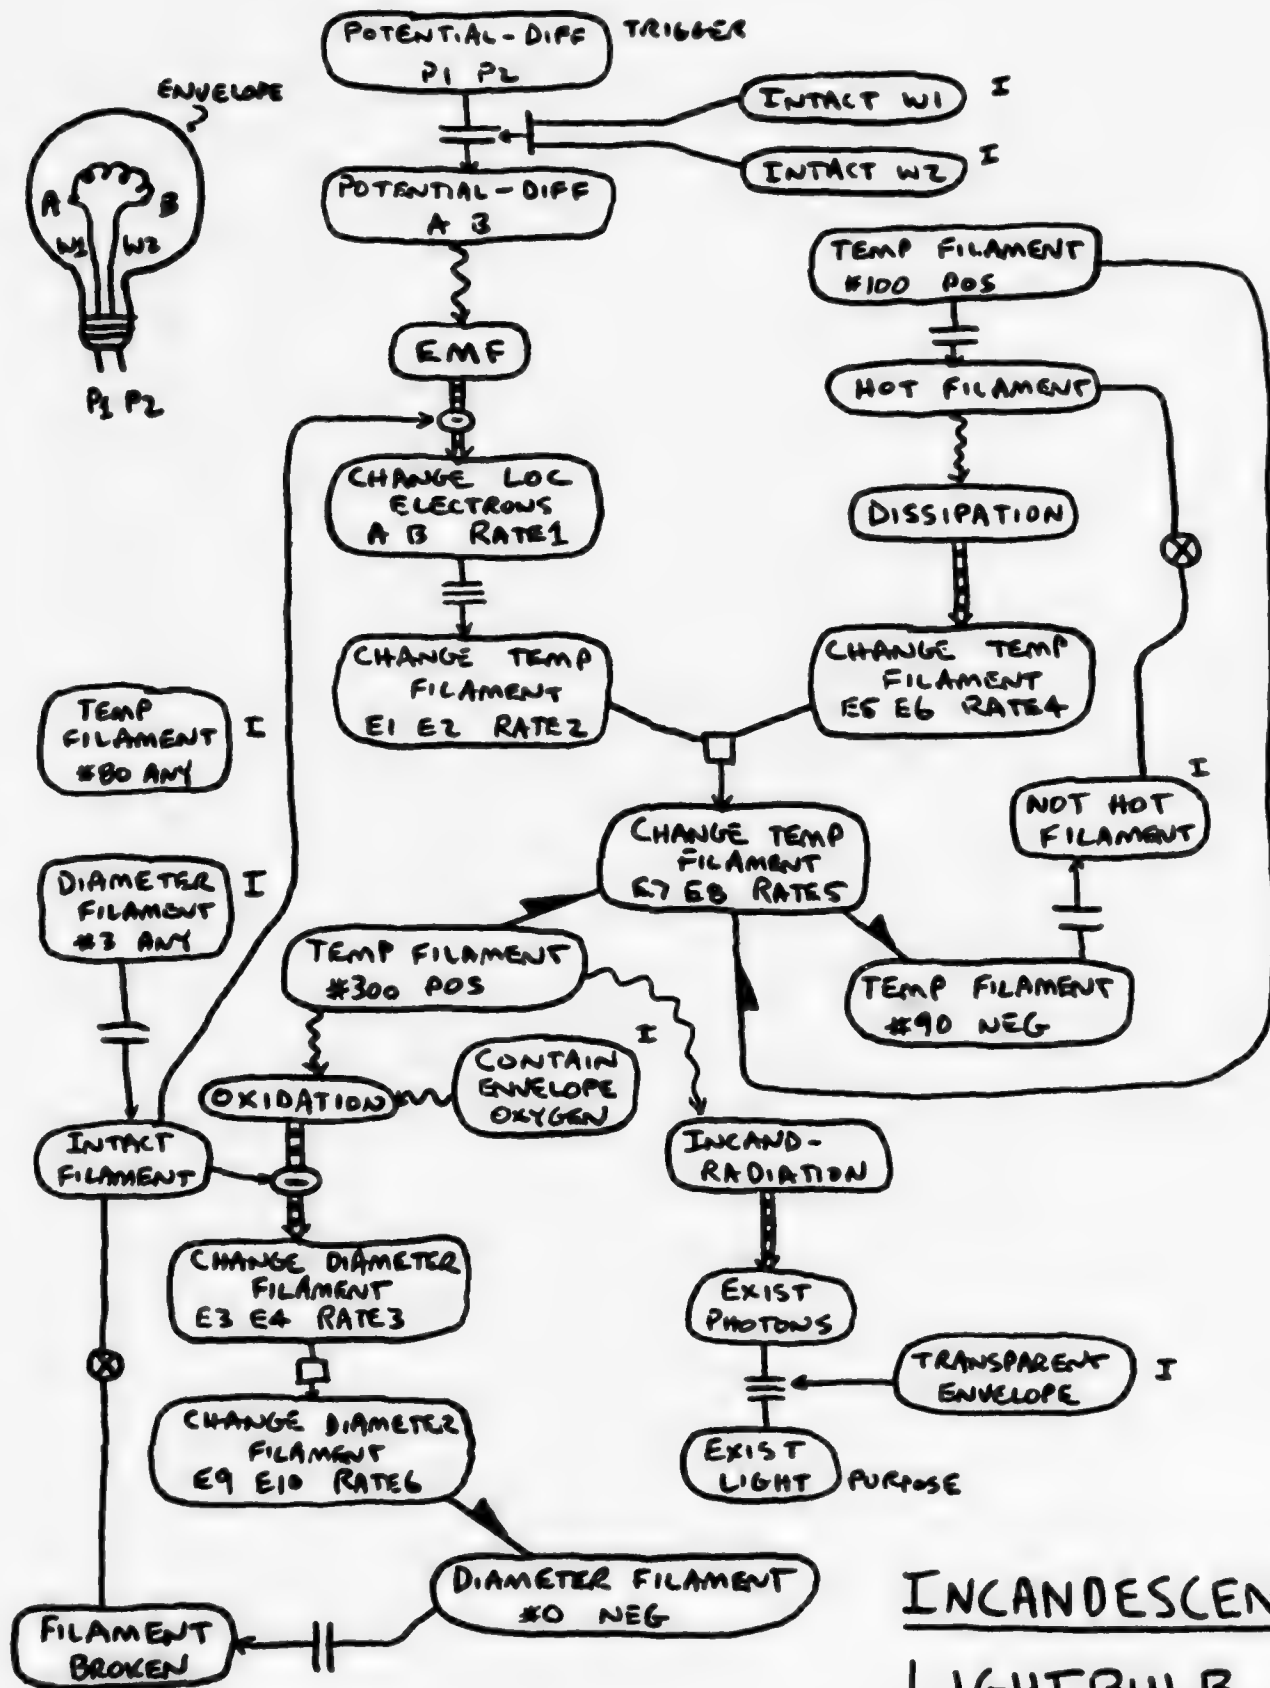 POTENTIAL-DIFF
P1 P2
TRIGGER
ENVELOPE
A B
W1 W2
P1 P2
INTACT W1 I
INTACT W2 I
POTENTIAL-DIFF
A B
TEMP FILAMENT
#100 POS
EMF
HOT FILAMENT
CHANGE LOC
ELECTRONS
A B RATE1
DISSIPATION
CHANGE TEMP
FILAMENT
E1 E2 RATE2
CHANGE TEMP
FILAMENT
E5 E6 RATE4
TEMP
FILAMENT
#80 ANY
I
NOT HOT
FILAMENT
I
CHANGE TEMP
FILAMENT
E7 E8 RATE5
DIAMETER
FILAMENT
#3 ANY
I
TEMP FILAMENT
#300 POS
TEMP FILAMENT
#90 NEG
OXIDATION
CONTAIN
ENVELOPE
OXYGEN
I
INTACT
FILAMENT
INCAND-
RADIATION
CHANGE DIAMETER
FILAMENT
E3 E4 RATE3
EXIST
PHOTONS
TRANSPARENT
ENVELOPE
I
CHANGE DIAMETER
FILAMENT
E9 E10 RATE6
EXIST
LIGHT
PURPOSE
DIAMETER FILAMENT
#0 NEG
FILAMENT
BROKEN
INCANDESCEN
LIGHTBULB